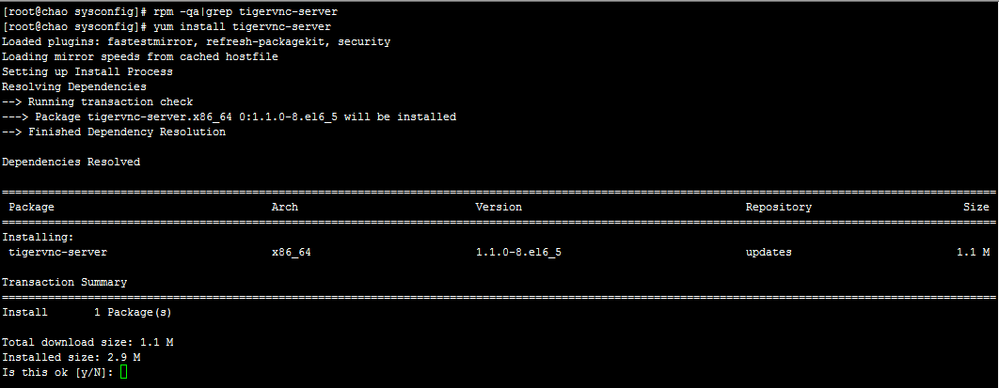 [root@chao sysconfig]# rpm -qa|grep tigervnc-server
[root@chao sysconfig]# yum install tigervnc-server
Loaded plugins: fastestmirror, refresh-packagekit, security
Loading mirror speeds from cached hostfile
Setting up Install Process
Resolving Dependencies
--> Running transaction check
---> Package tigervnc-server.x86_64 0:1.1.0-8.el6_5 will be installed
--> Finished Dependency Resolution

Dependencies Resolved

================================================================================
Package Arch Version Repository Size
================================================================================
Installing:
tigervnc-server x86_64 1.1.0-8.el6_5 updates 1.1 M

Transaction Summary
================================================================================
Install 1 Package(s)

Total download size: 1.1 M
Installed size: 2.9 M
Is this ok [y/N]: